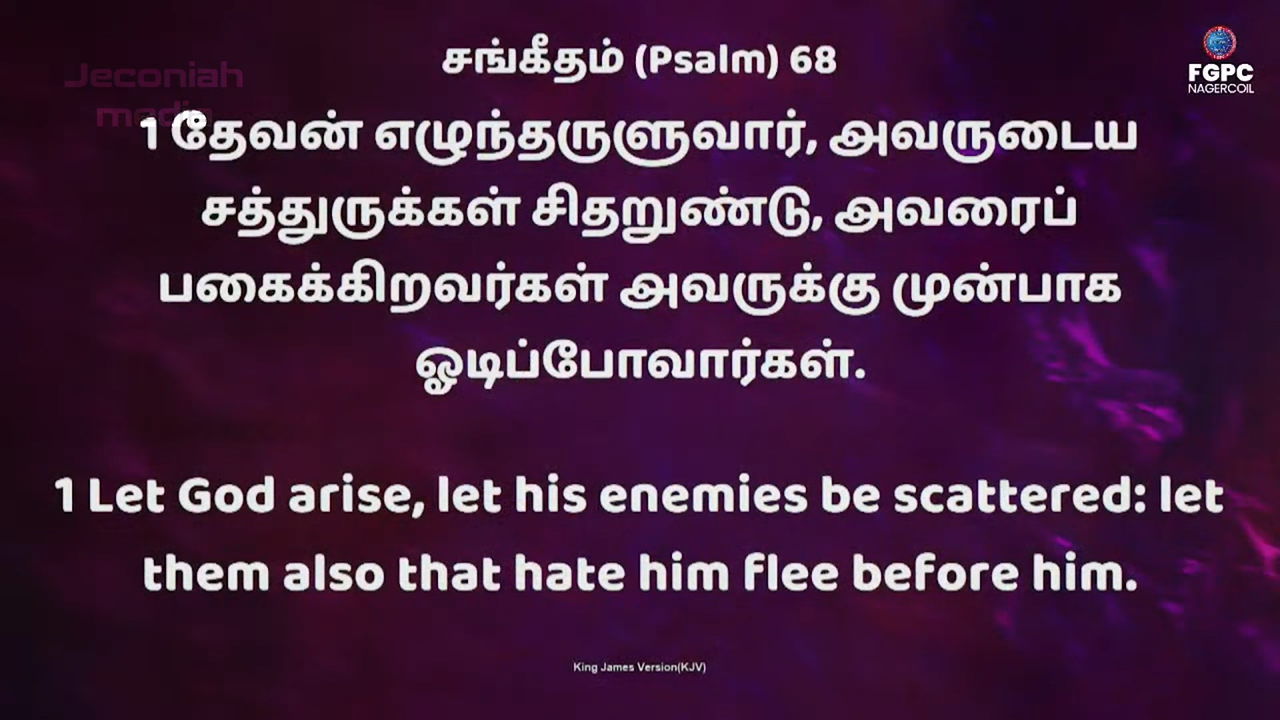 சங்கீதம் (Psalm) 68
Jeconiah
media
FGPC
NAGERCOIL
1 தேவன் எழுந்தருளுவார், அவருடைய
சத்துருக்கள் சிதறுண்டு, அவரைப்
பகைக்கிறவர்கள் அவருக்கு முன்பாக
ஓடிப்போவார்கள்.
1 Let God arise, let his enemies be scattered: let
them also that hate him flee before him.
King James Version(KJV)